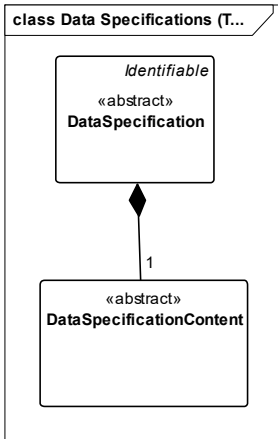 class Data Specifications (T...
Identifiable
«abstract»
DataSpecification
1
«abstract»
DataSpecificationContent